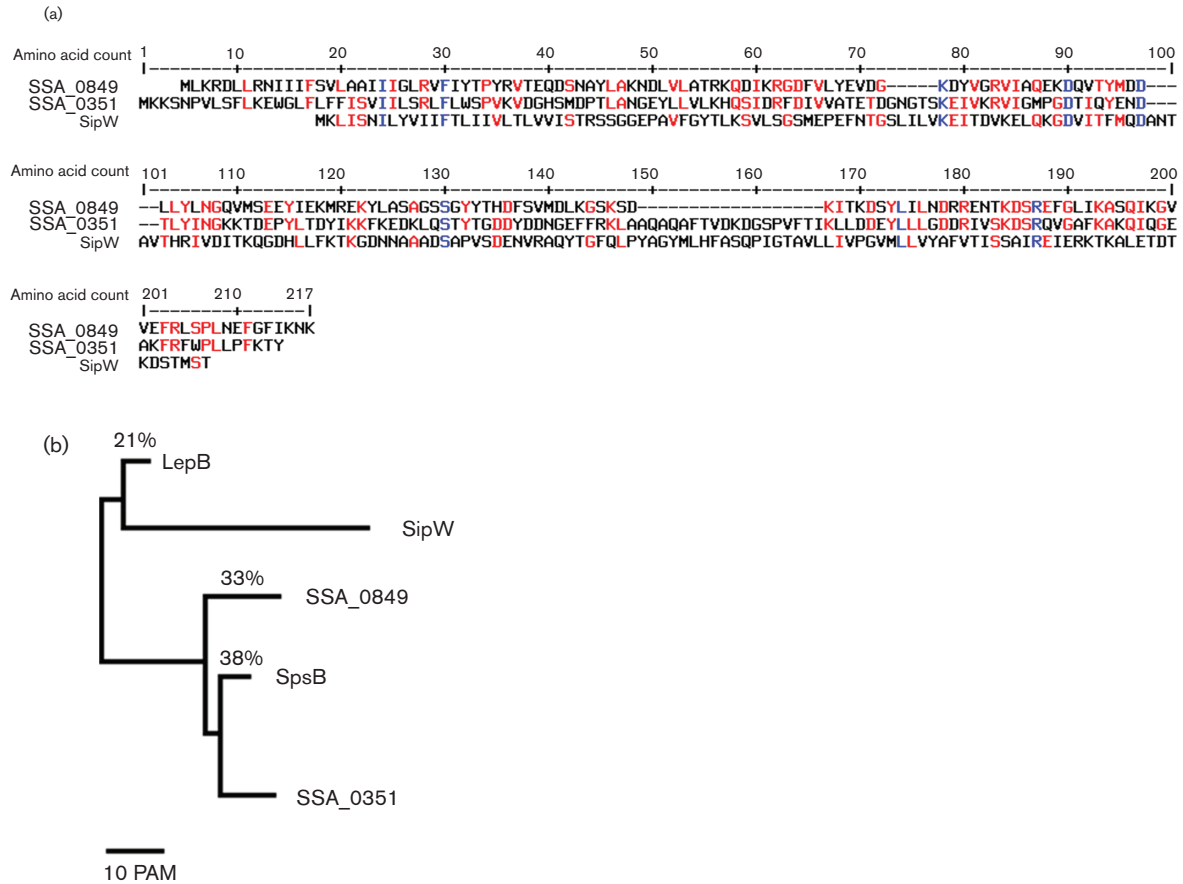 (a)
Amino acid count 1 10 20 30 40 50 60 70 80 90 100
SSA_0849 MLKRDLLRNIIIFSVLAAIIIGLRVFIYTPYRVTEQDSNAYLAKNDLVLATRKQDIKRGDFVLYEVDG-----KDYVGRVIAQEKDQVTYMDD---
SSA_0351 MKKSNPVLSFLKEWGLFLFFISVIILSRLFLWSPVKVDGHSMDPTLANGEYLLVLKHQSIDRFDIVVATETDGNGTSKEIVKRVIGMPGDTIQYEND---
SipW MKLISNILYVIIFTLIIVLTLVVISTRSSGGEPAVFGYTLKSVLSGSMEPEFNTGSLILVKEITDVKELQKGDVITFMQDANT
Amino acid count 101 110 120 130 140 150 160 170 180 190 200
SSA_0849 --LLYLNGQVMSEEYIEKMREKYLASAGSSGYYTHDFSVMDLKGSKSD------------------KITKDSYLILNDRRENTKDSREFGLIKASQIKGV
SSA_0351 -TLYINGKKTDEPYLTDYIKKFKEDKLQSTYTGDDYDDNGEFFRKLAAQAQAFTVDKDGSPVFTIKLLDDEYLLLGDDRIVSKDSRQVGAFKAKQIQGE
SipW AVTHRIVDITKQGDHLLFKTKGDNNAAADSAPVSDENVRAQYTGFQLPYAGYMLHFASQPIGTAVLLIVPGVMLLVYAFVTISSAIREIERKTKALETDT
Amino acid count 201 210 217
SSA_0849 VEFRLSPLNEFGFIKNK
SSA_0351 AKFRFWPLLPFKTY
SipW KDSTMST
(b)
21%
LepB
SipW
33%
SSA_0849
38%
SpsB
SSA_0351
10 PAM